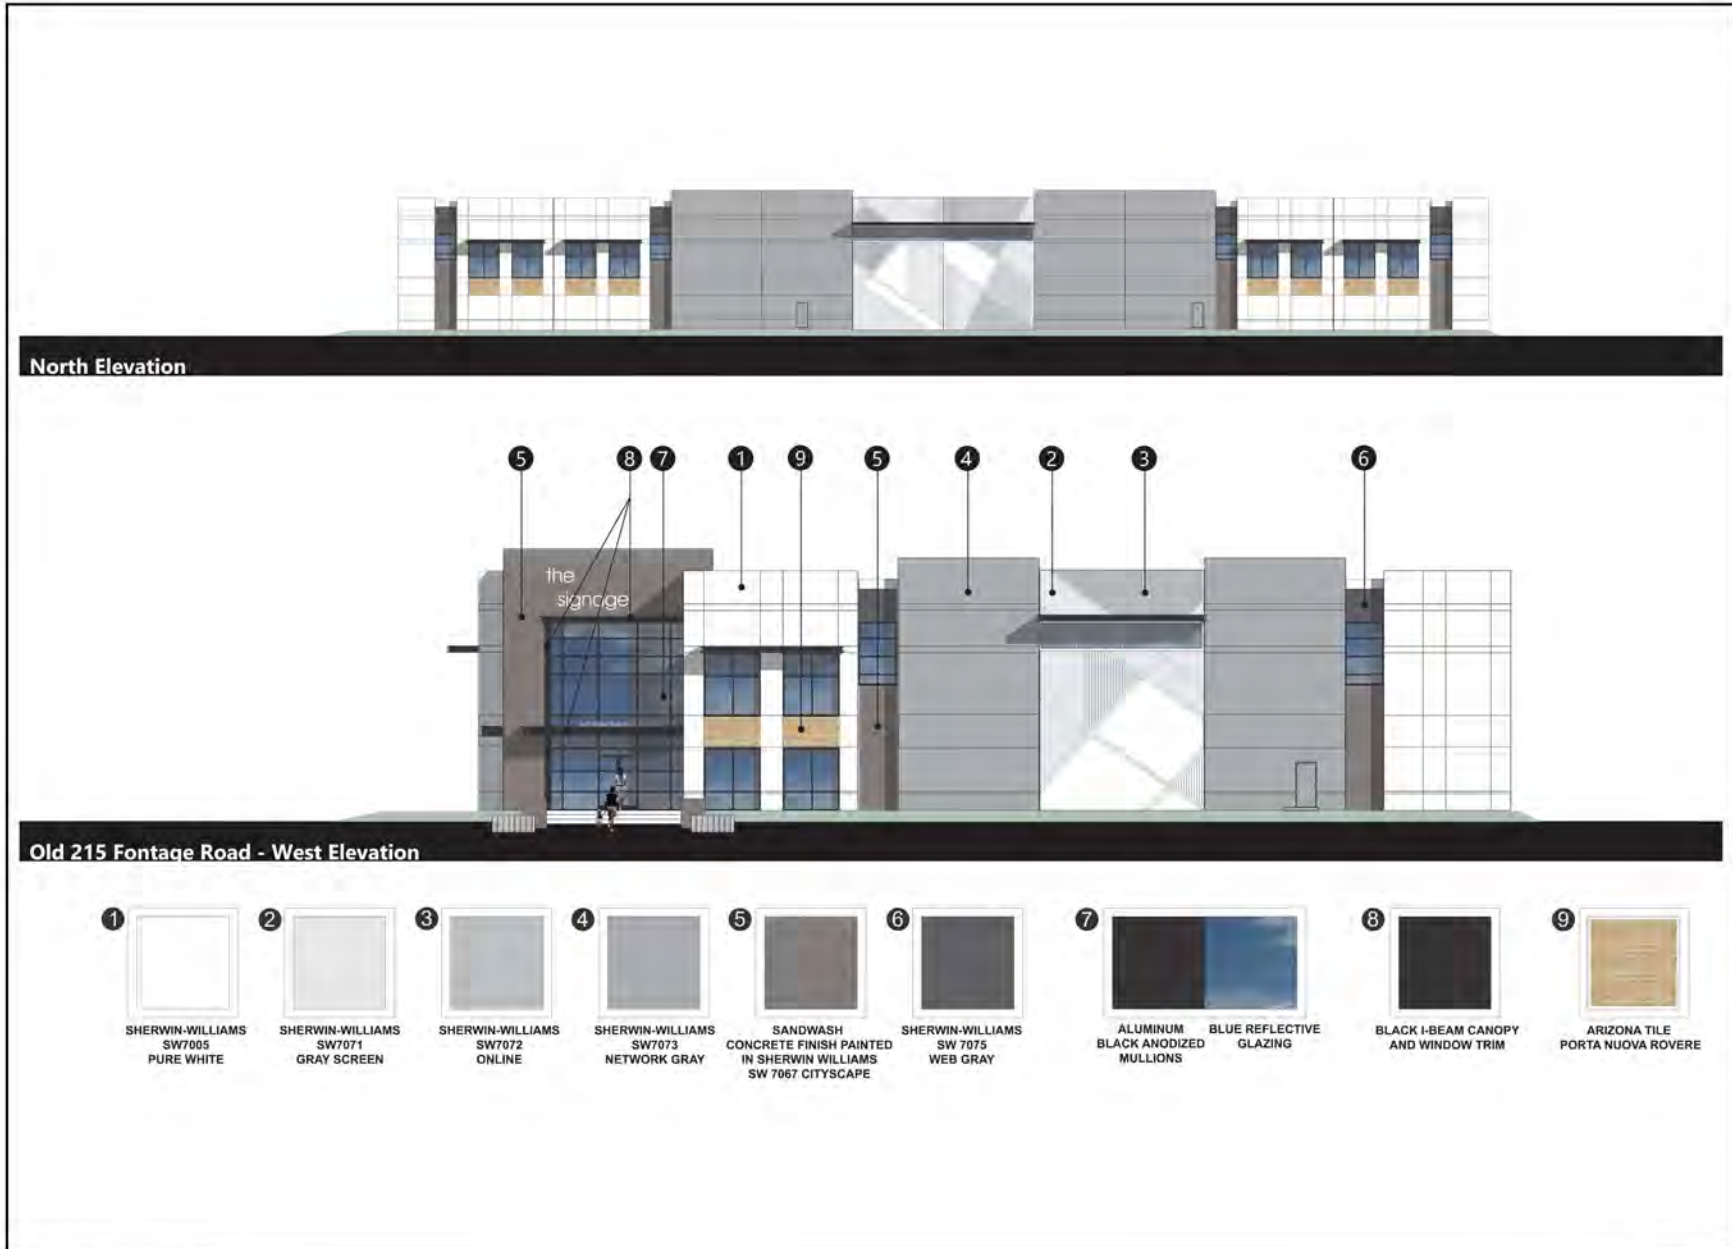 North Elevation
5 8 7 1 9 5 4 2 3 6
the
signage
Old 215 Fontage Road - West Elevation
1 2 3 4 5 6 7 8 9
SHERWIN-WILLIAMS
SW7005
PURE WHITE
SHERWIN-WILLIAMS
SW7071
GRAY SCREEN
SHERWIN-WILLIAMS
SW7072
ONLINE
SHERWIN-WILLIAMS
SW7073
NETWORK GRAY
SANDWASH
CONCRETE FINISH PAINTED
IN SHERWIN WILLIAMS
SW 7067 CITYSCAPE
SHERWIN-WILLIAMS
SW 7075
WEB GRAY
ALUMINUM
BLACK ANODIZED
MULLIONS
BLUE REFLECTIVE
GLAZING
BLACK I-BEAM CANOPY
AND WINDOW TRIM
ARIZONA TILE
PORTA NUOVA ROVERE